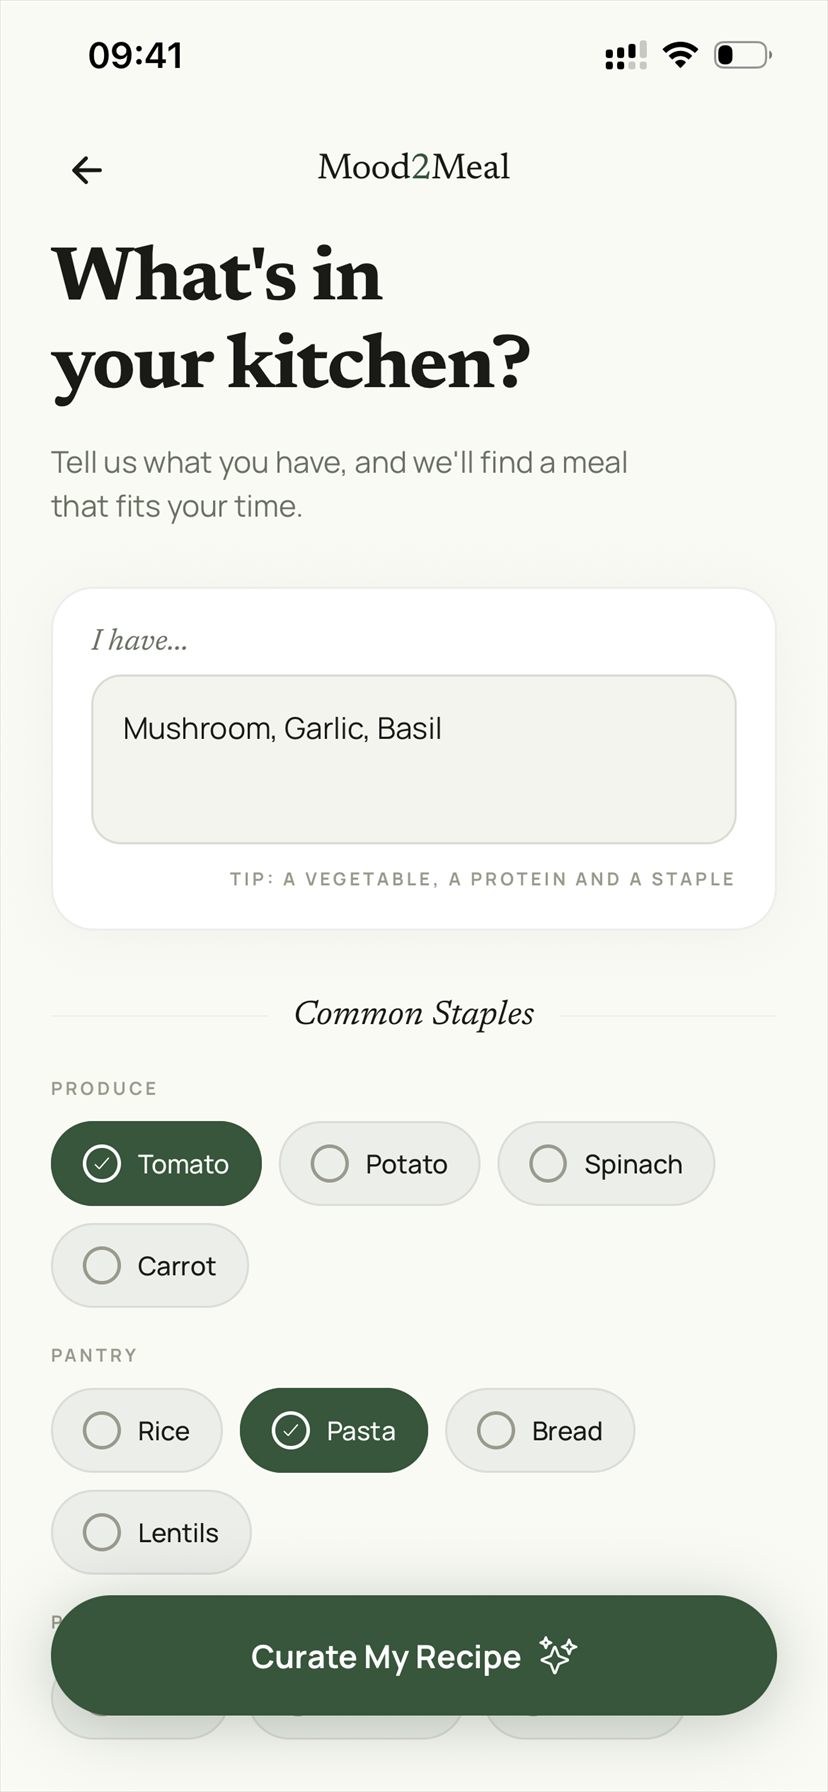 09:41
Mood2Meal
What's in
your kitchen?
Tell us what you have, and we'll find a meal
that fits your time.
I have...
Mushroom, Garlic, Basil
TIP: A VEGETABLE, A PROTEIN AND A STAPLE
Common Staples
PRODUCE
Tomato
Potato
Spinach
Carrot
PANTRY
Rice
Pasta
Bread
Lentils
Curate My Recipe